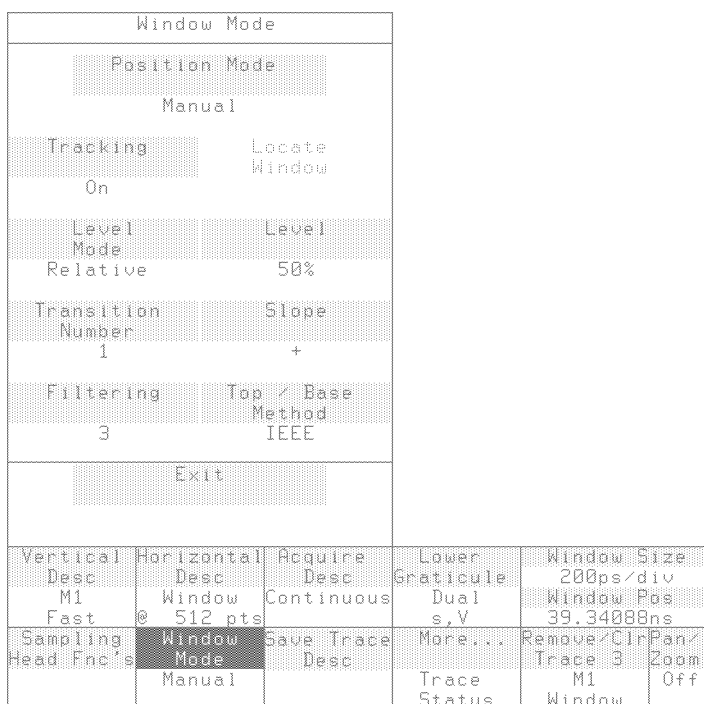 Window Mode
Position Mode
Manual
Tracking
On
Locate
Window
Level
Mode
Relative
Level
50%
Transition
Number
1
Slope
+
Filtering
3
Top / Base
Method
IEEE
Exit
Vertical
Desc
M1
Fast
Horizontal
Desc
Window
@ 512 pts
Acquire
Desc
Continuous
Lower
Graticule
Dual
s,V
Window Size
200ps/div
Window Pos
39.34088ns
Sampling
Head Fnc's
Window
Mode
Manual
Save Trace
Desc
More...
Trace
Status
Remove/Clr
Trace 3
M1
Window
Pan/
Zoom
Off